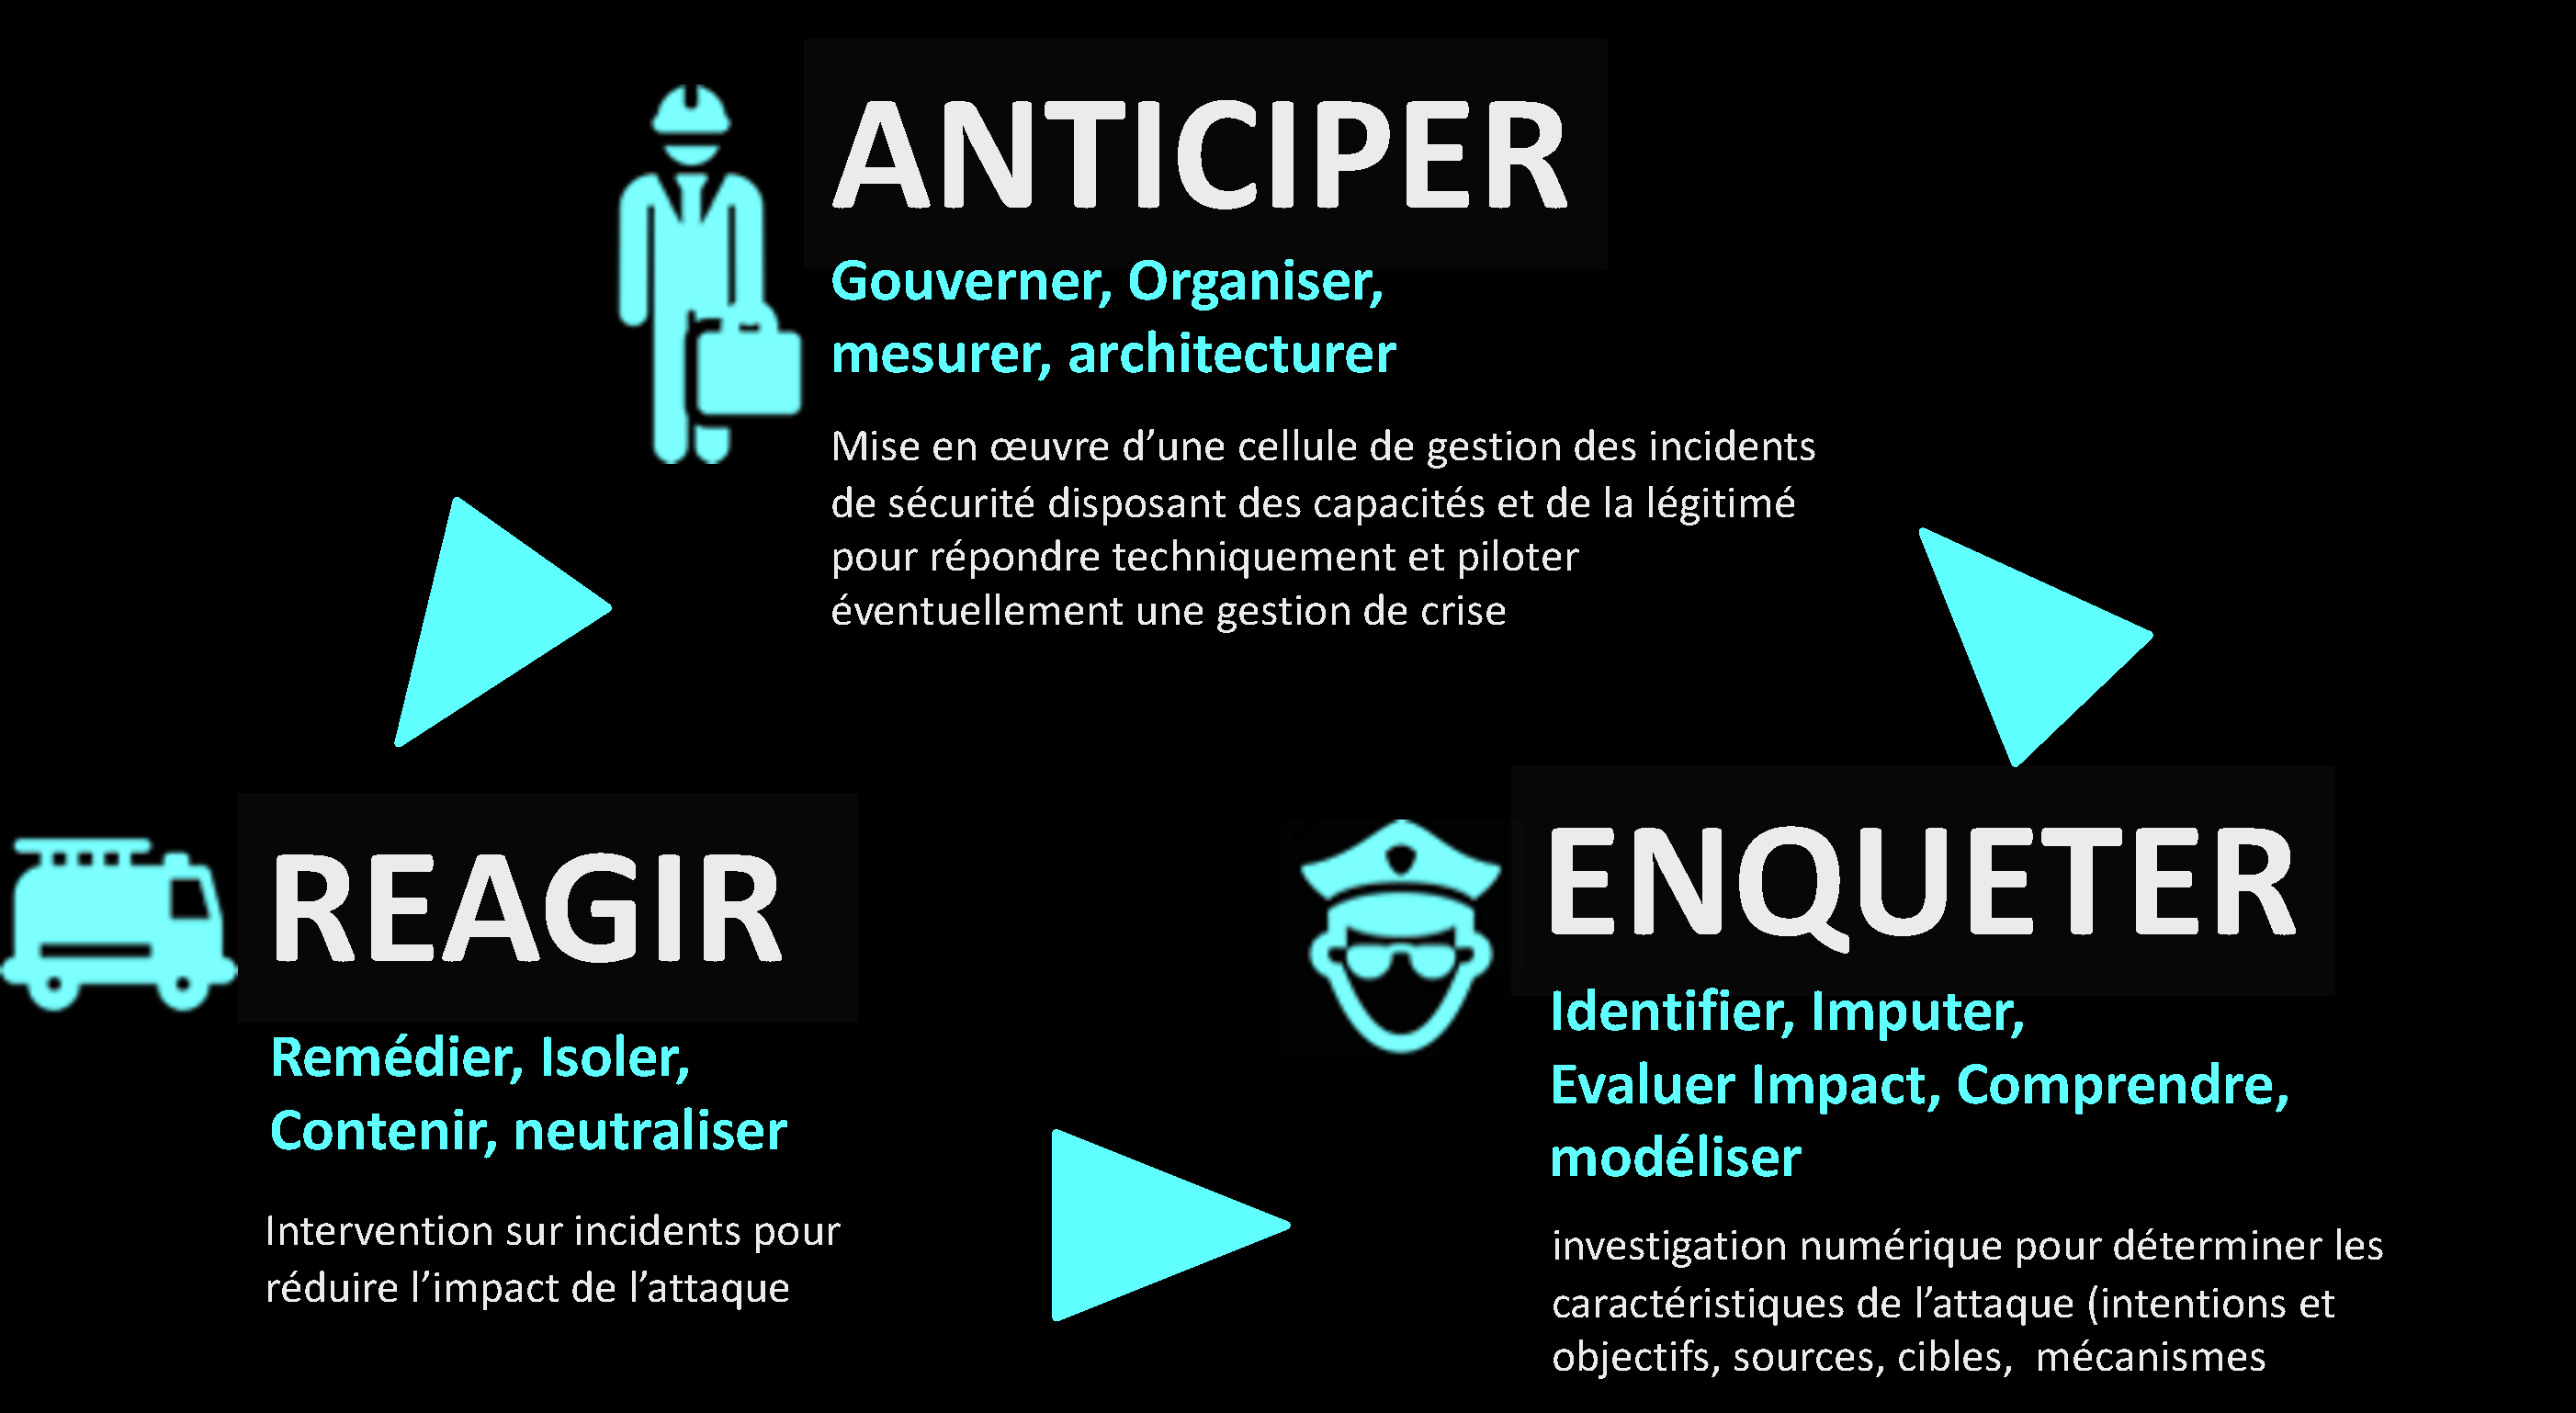 ANTICIPER
Gouverner, Organiser,
mesurer, architecturer
Mise en œuvre d’une cellule de gestion des incidents
de sécurité disposant des capacités et de la légitimé
pour répondre techniquement et piloter
éventuellement une gestion de crise
REAGIR
Remédier, Isoler,
Contenir, neutraliser
Intervention sur incidents pour
réduire l’impact de l’attaque
ENQUETER
Identifier, Imputer,
Evaluer Impact, Comprendre,
modéliser
investigation numérique pour déterminer les
caractéristiques de l’attaque (intentions et
objectifs, sources, cibles,  mécanismes